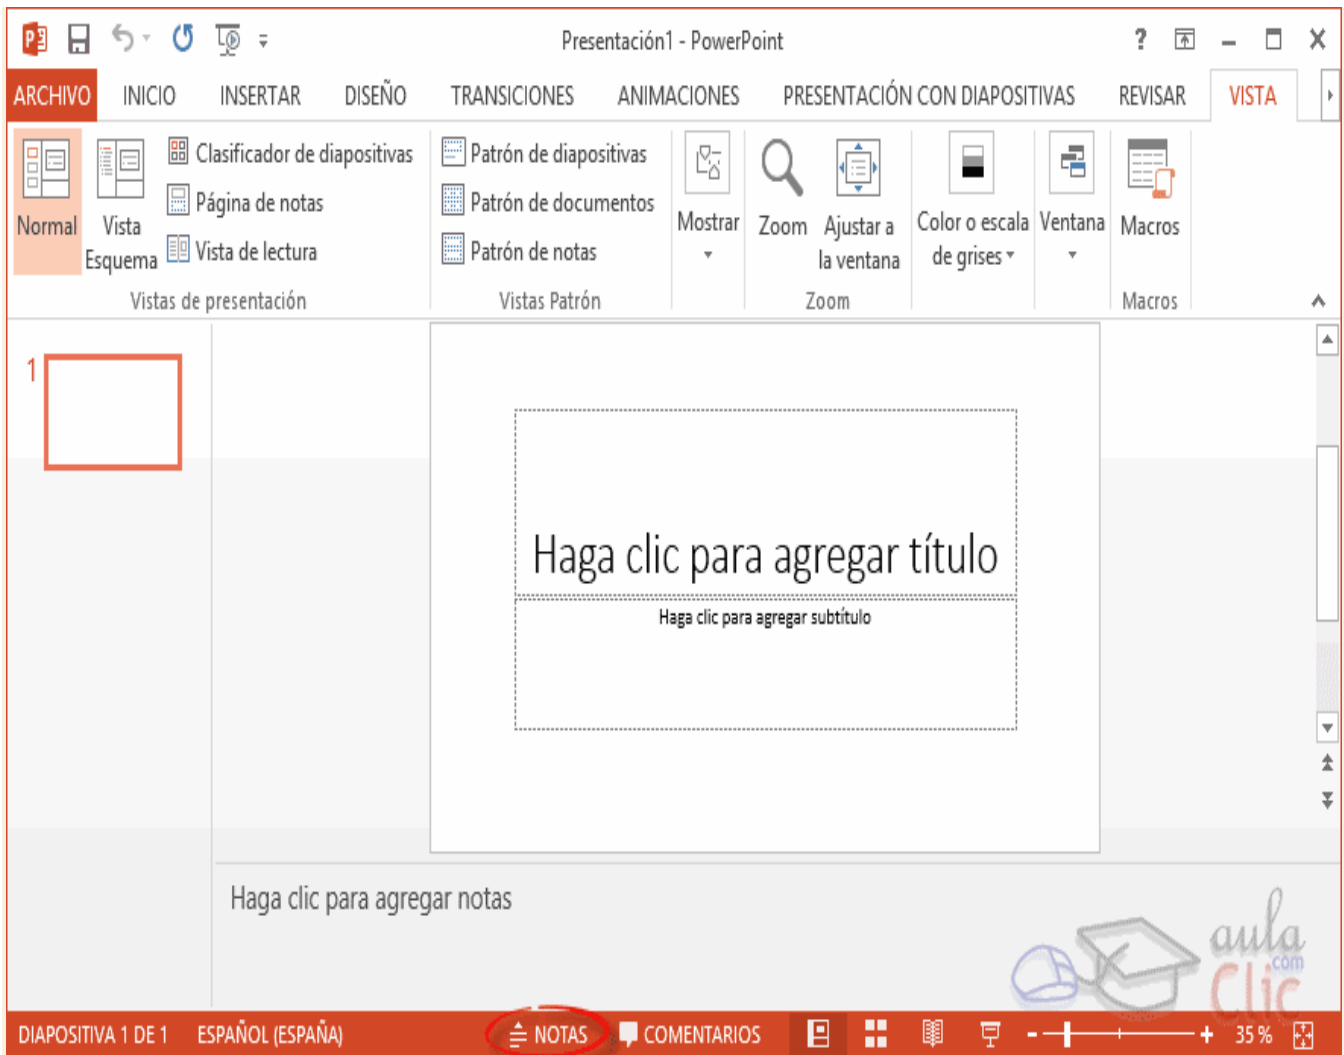 Presentación1 - PowerPoint
ARCHIVO INICIO INSERTAR DISEÑO TRANSICIONES ANIMACIONES PRESENTACIÓN CON DIAPOSITIVAS REVISAR VISTA
Normal
Vista
Esquema
Clasificador de diapositivas
Página de notas
Vista de lectura
Vistas de presentación
Patrón de diapositivas
Patrón de documentos
Patrón de notas
Vistas Patrón
Mostrar
Zoom
Ajustar a
la ventana
Zoom
Color o escala
de grises
Ventana
Macros
Macros
1
Haga clic para agregar título
Haga clic para agregar subtítulo
Haga clic para agregar notas
aula
.com
Clic
DIAPOSITIVA 1 DE 1 ESPAÑOL (ESPAÑA) NOTAS COMENTARIOS 35 %